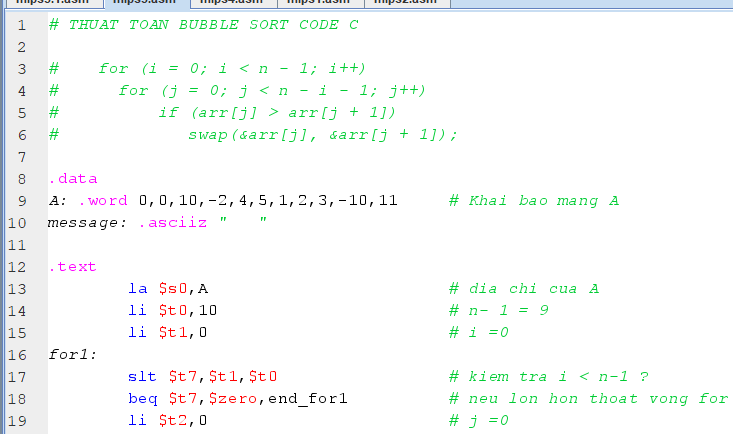 1 # THUAT TOAN BUBBLE SORT CODE C
2
3 # for (i = 0; i < n - 1; i++)
4 # for (j = 0; j < n - i - 1; j++)
5 # if (arr[j] > arr[j + 1])
6 # swap(&arr[j], &arr[j + 1]);
7
8 .data
9 A: .word 0,0,10,-2,4,5,1,2,3,-10,11 # Khai bao mang A
10 message: .asciiz "   "
11
12 .text
13 la $s0,A # dia chi cua A
14 li $t0,10 # n- 1 = 9
15 li $t1,0 # i =0
16 for1:
17 slt $t7,$t1,$t0 # kiem tra i < n-1 ?
18 beq $t7,$zero,end_for1 # neu lon hon thoat vong for
19 li $t2,0 # j =0